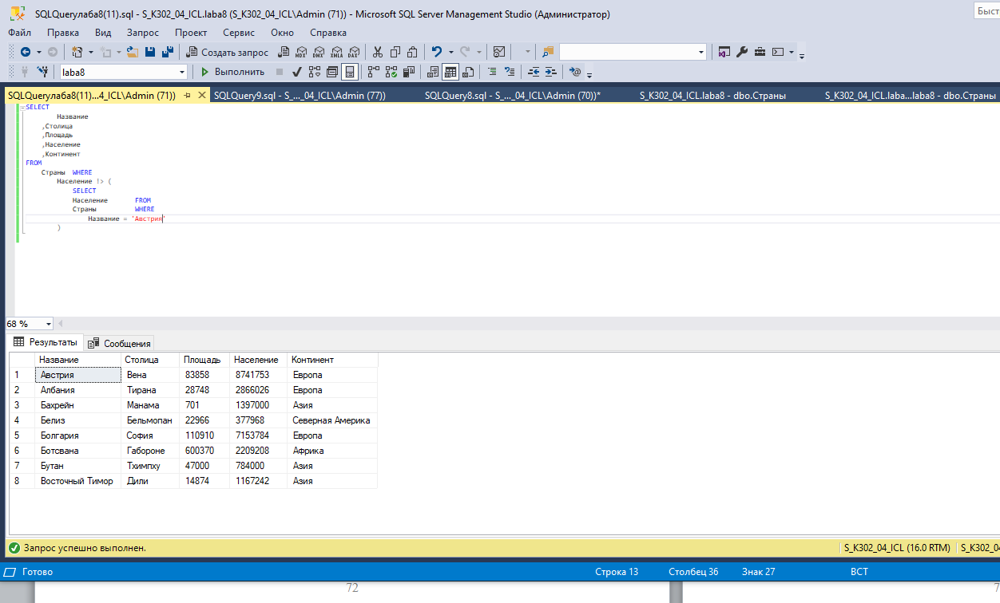 SQLQueryлаба8(11).sql - S_K302_04_ICL.laba8 (S_K302_04_ICL\Admin (71)) - Microsoft SQL Server Management Studio (Администратор)
Быст
Файл Правка Вид Запрос Проект Сервис Окно Справка
Создать запрос MDX DMX XMLA DAX
laba8 Выполнить
SQLQueryлаба8(11)...4_ICL\Admin (71)) SQLQuery9.sql - S_..._04_ICL\Admin (77)) SQLQuery8.sql - S_..._04_ICL\Admin (70))* S_K302_04_ICL.laba8 - dbo.Страны S_K302_04_ICL.laba...laba8 - dbo.Страны
SELECT
Название
,Столица
,Площадь
,Население
,Континент
FROM
Страны WHERE
Население !> (
SELECT
Население FROM
Страны WHERE
Название = 'Австрия'
)
68 %
Результаты Сообщения
Название Столица Площадь Население Континент
1 Австрия Вена 83858 8741753 Европа
2 Албания Тирана 28748 2866026 Европа
3 Бахрейн Манама 701 1397000 Азия
4 Белиз Бельмопан 22966 377968 Северная Америка
5 Болгария София 110910 7153784 Европа
6 Ботсвана Габороне 600370 2209208 Африка
7 Бутан Тхимпху 47000 784000 Азия
8 Восточный Тимор Дили 14874 1167242 Азия
Запрос успешно выполнен. S_K302_04_ICL (16.0 RTM) S_K302_04
Готово Строка 13 Столбец 36 Знак 27 ВСТ
72 7